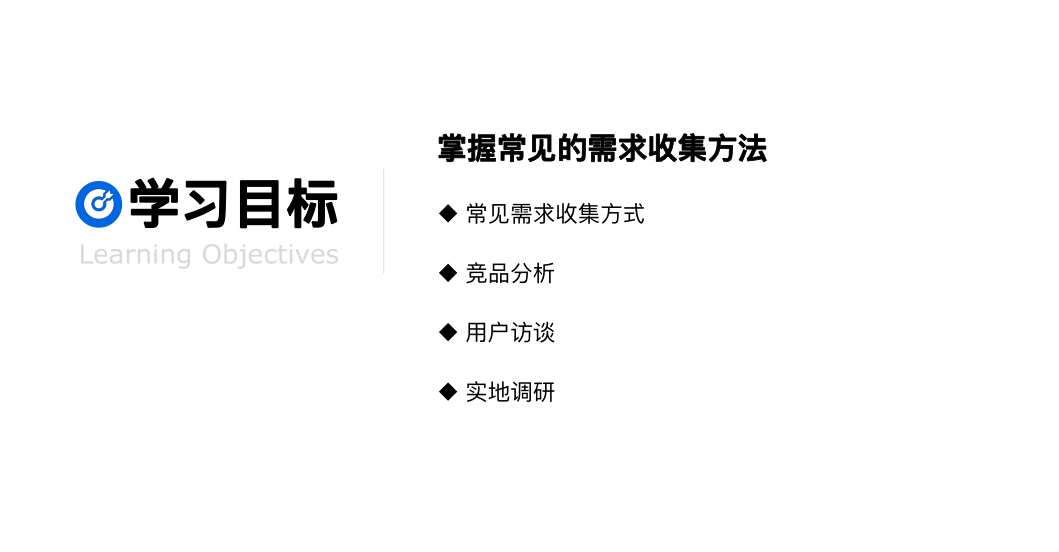 学习目标
Learning Objectives
掌握常见的需求收集方法
◆ 常见需求收集方式
◆ 竞品分析
◆ 用户访谈
◆ 实地调研